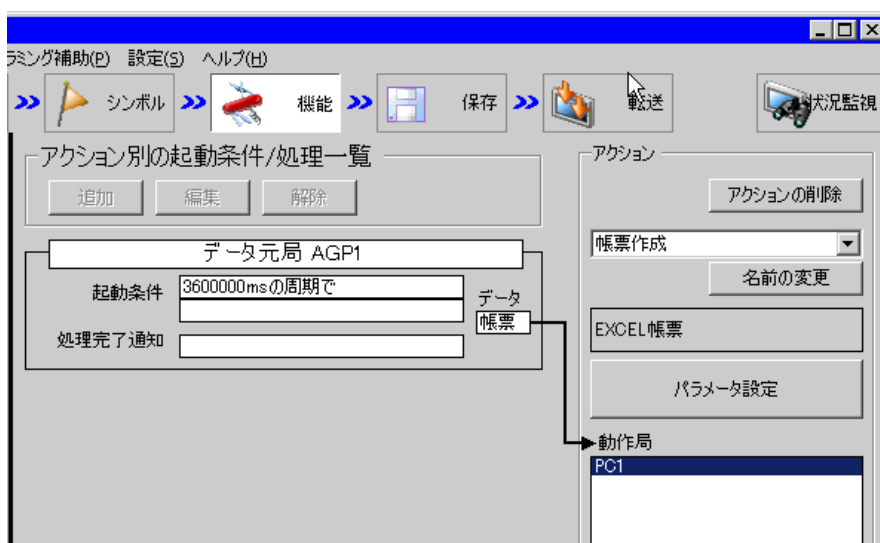 ラミング補助(P) 設定(S) ヘルプ(H)
シンボル 機能 保存 転送 状況監視
アクション別の起動条件/処理一覧
追加 編集 解除
データ元局 AGP1
起動条件 3600000msの周期で
データ
帳票
処理完了通知
アクション
アクションの削除
帳票作成
名前の変更
EXCEL帳票
パラメータ設定
動作局
PC1